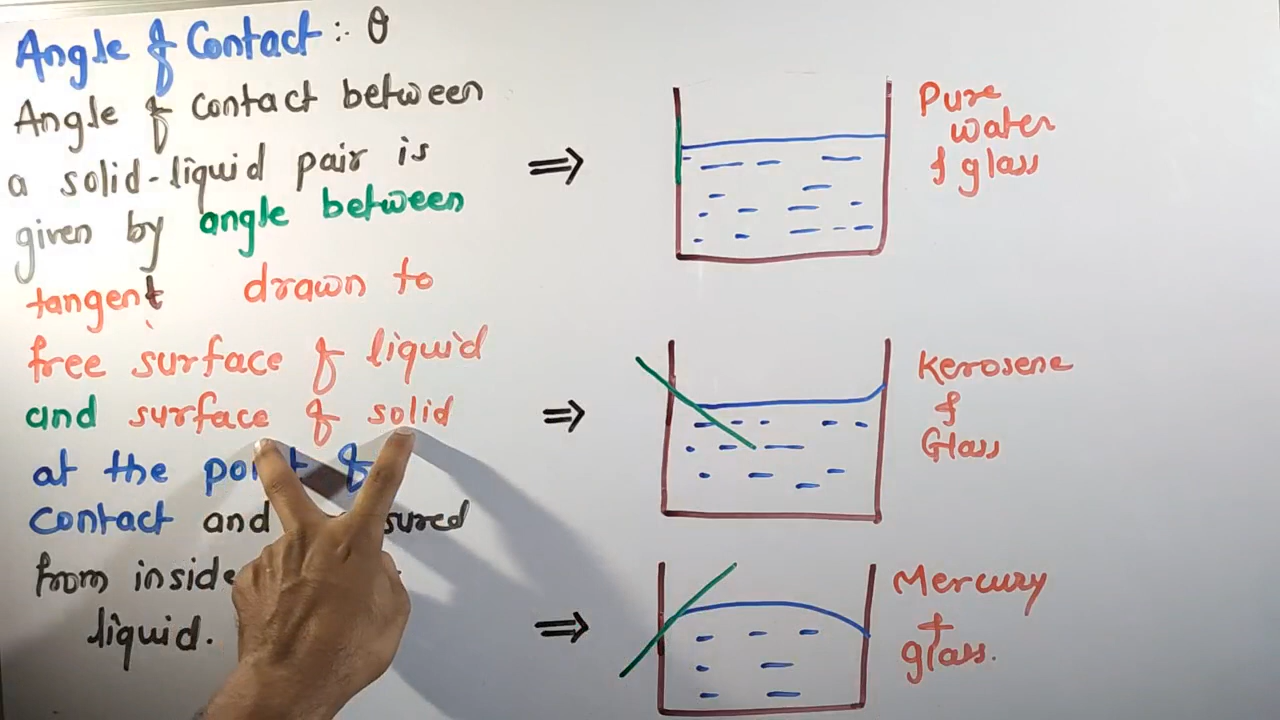 Angle of Contact :- θ
Angle of contact between
a solid-liquid pair is
given by angle between
tangent drawn to
free surface of liquid
and surface of solid
at the point of
contact and
from inside
liquid.
⇒ Pure
water
& glass
⇒ Kerosene
&
Glass
⇒ Mercury
+
glass.